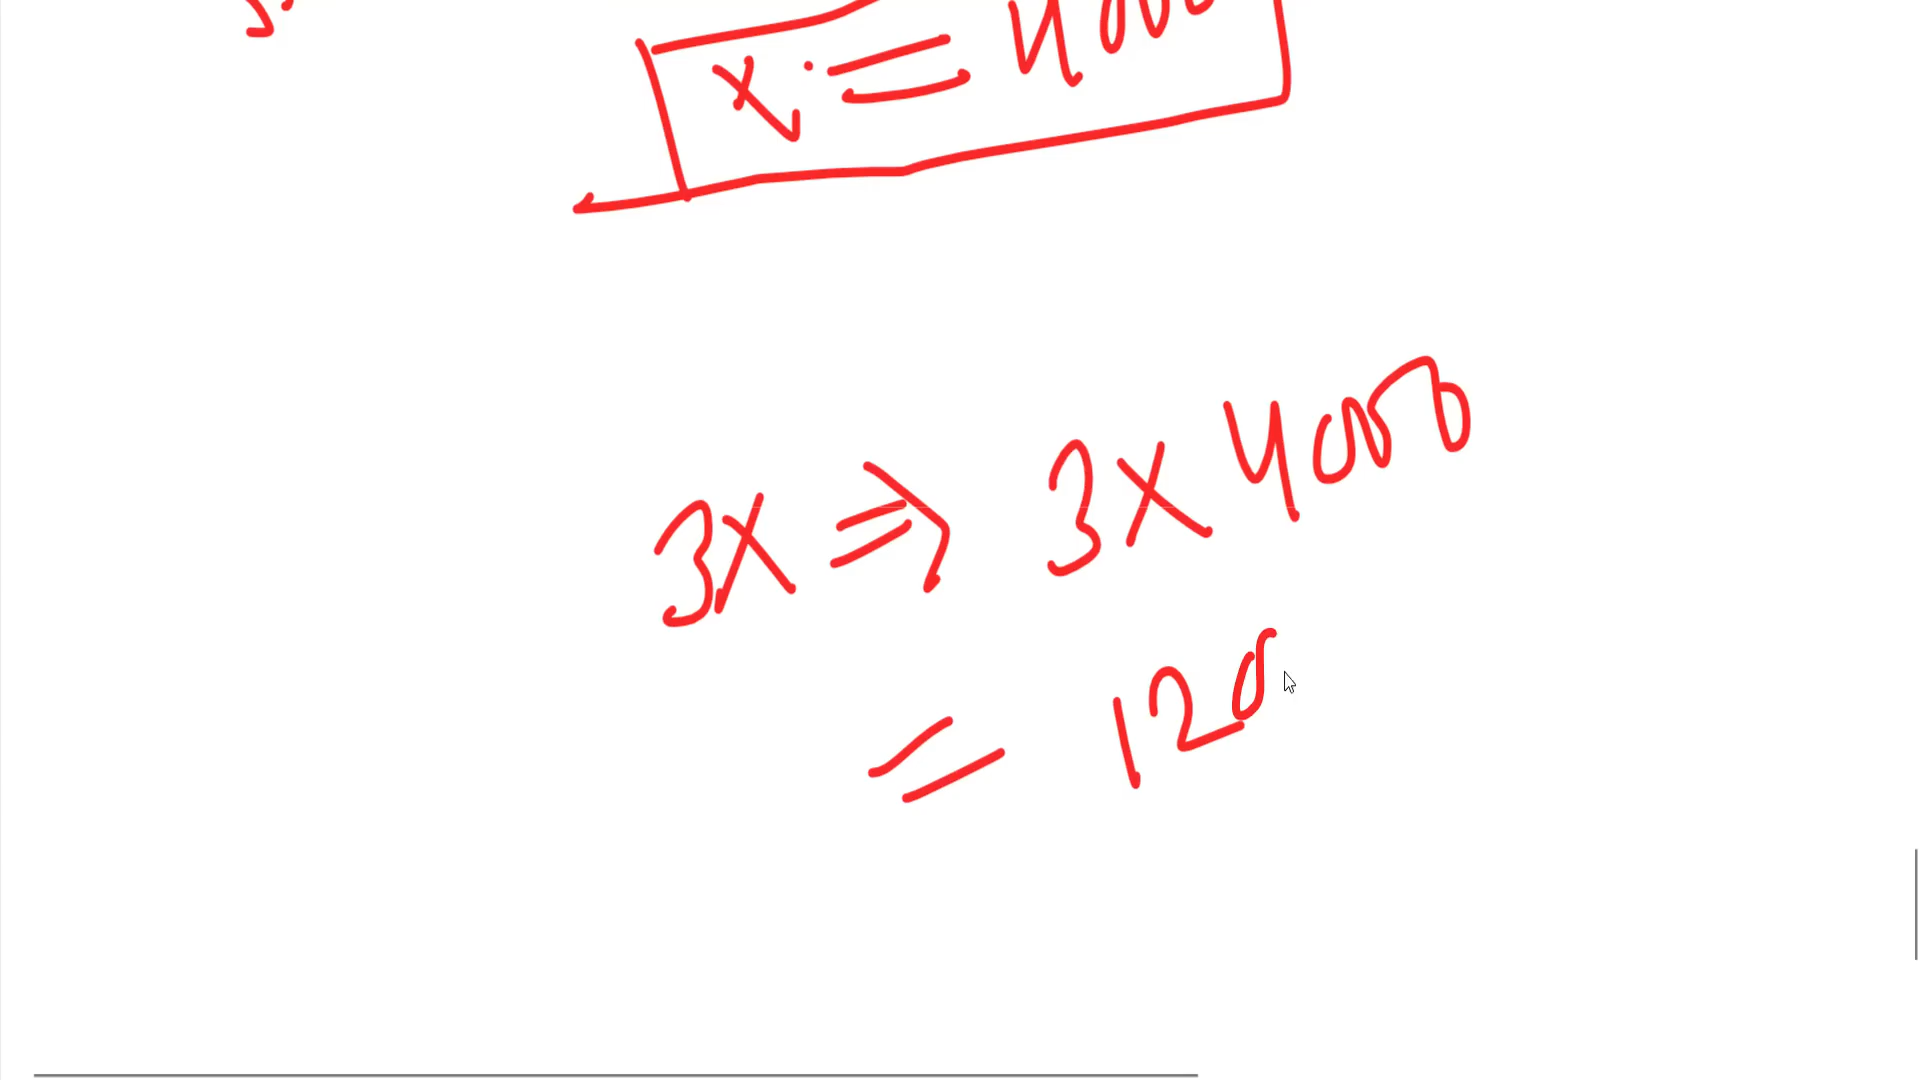 x = 4000
3x ⇒ 3 x 4000
= 120